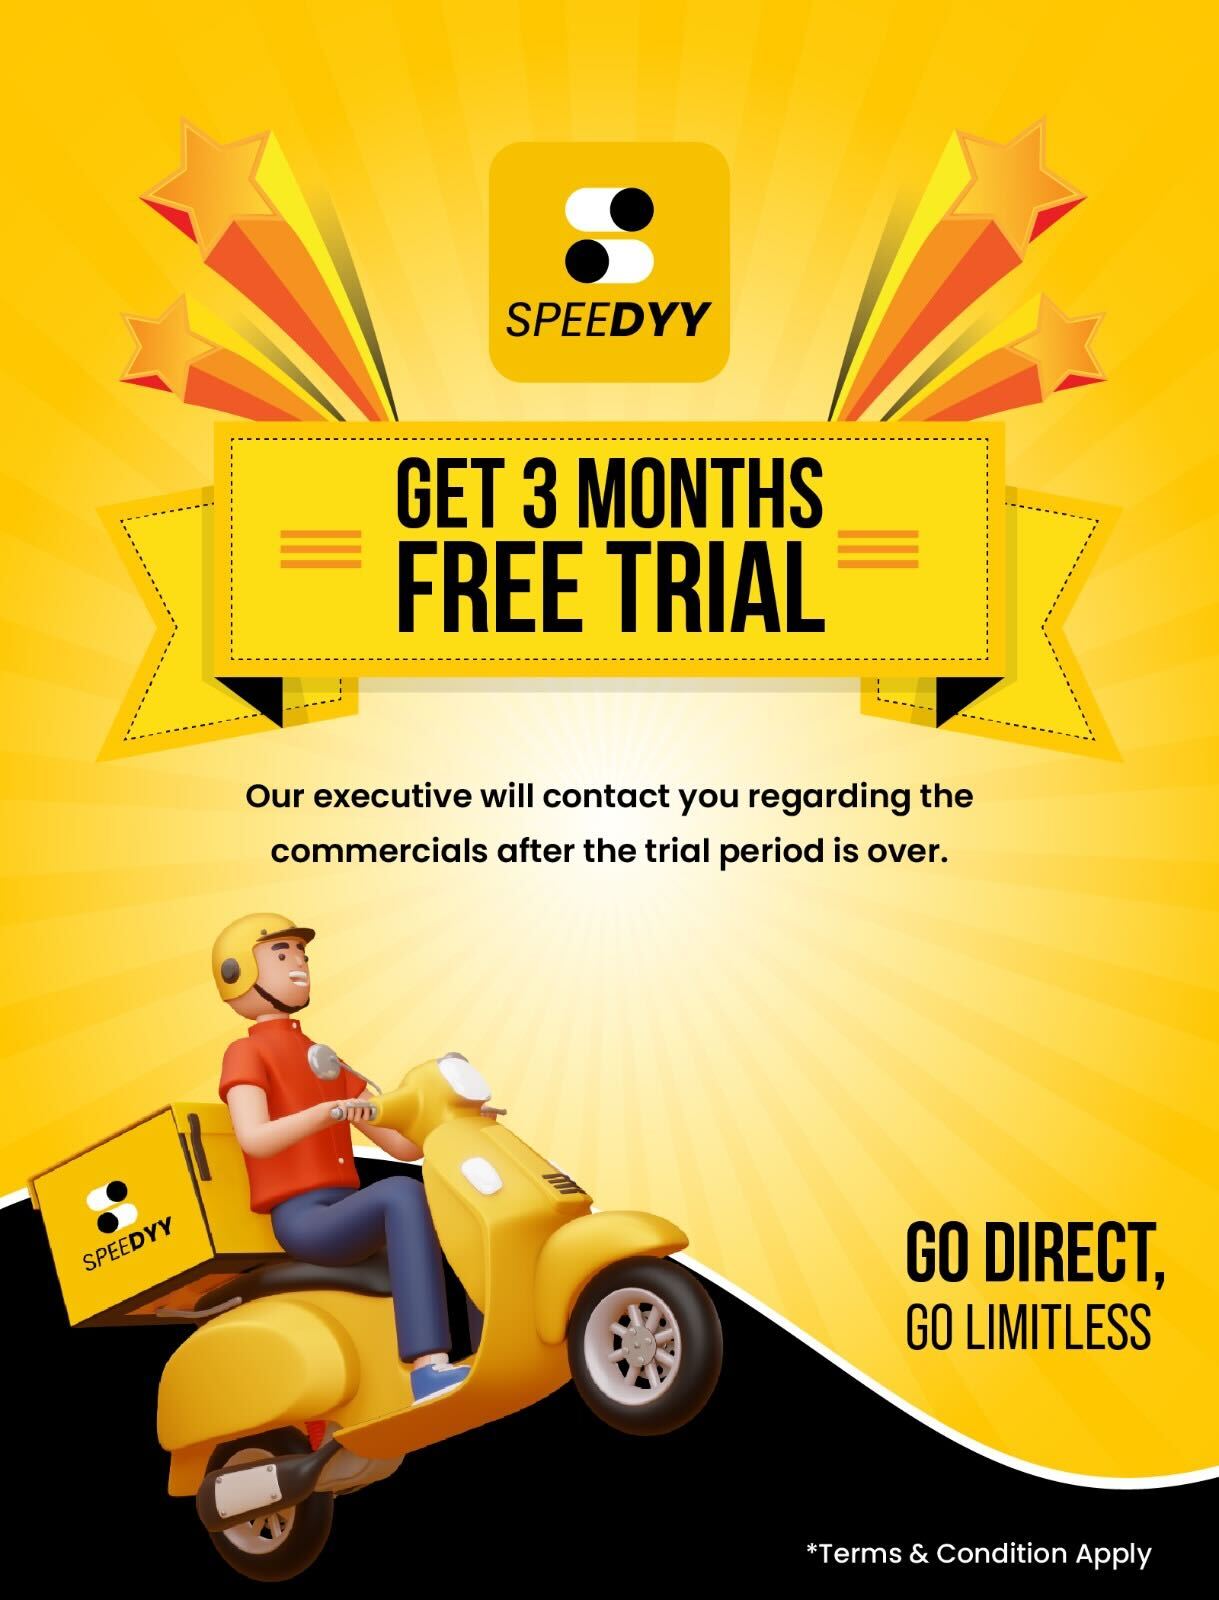 SPEEDYY
GET 3 MONTHS
FREE TRIAL
Our executive will contact you regarding the
commercials after the trial period is over.
SPEEDYY
GO DIRECT,
GO LIMITLESS
*Terms & Condition Apply